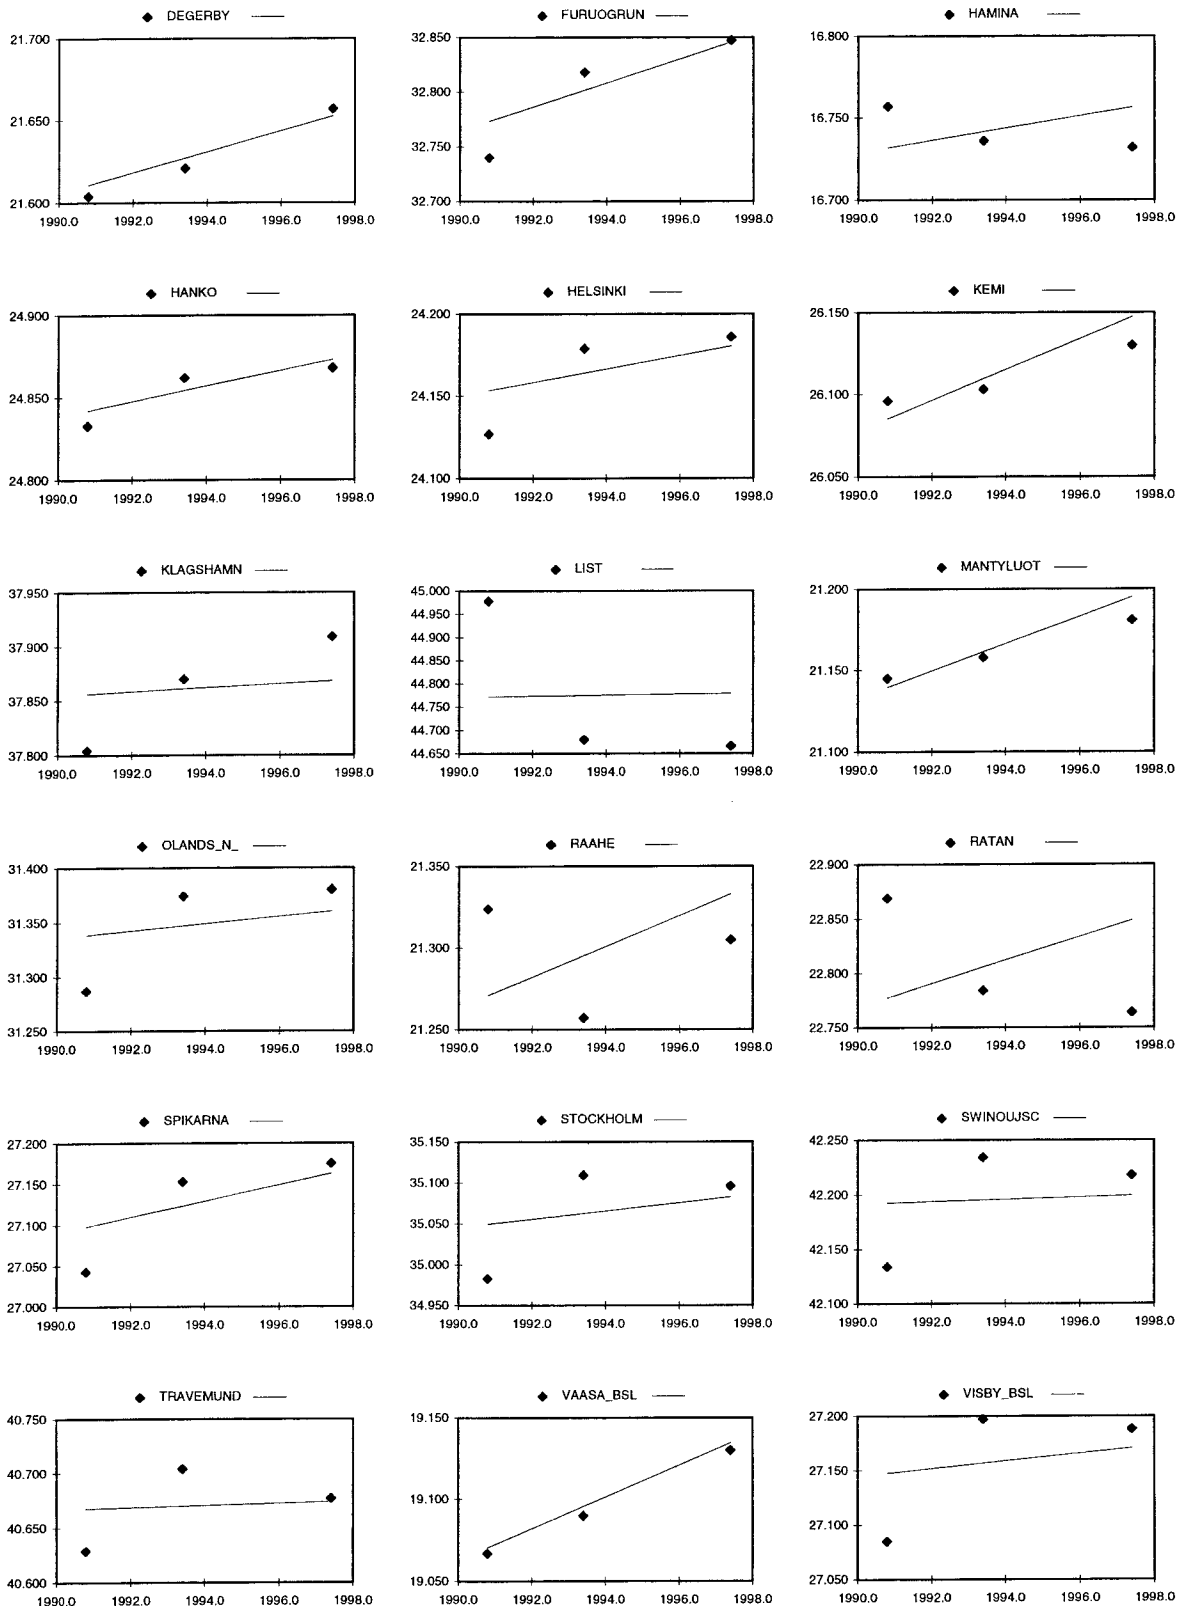 DEGERBY
21.700
21.650
21.600
1990.0 1992.0 1994.0 1996.0 1998.0
FURUOGRUN
32.850
32.800
32.750
32.700
1990.0 1992.0 1994.0 1996.0 1998.0
HAMINA
16.800
16.750
16.700
1990.0 1992.0 1994.0 1996.0 1998.0
HANKO
24.900
24.850
24.800
1990.0 1992.0 1994.0 1996.0 1998.0
HELSINKI
24.200
24.150
24.100
1990.0 1992.0 1994.0 1996.0 1998.0
KEMI
26.150
26.100
26.050
1990.0 1992.0 1994.0 1996.0 1998.0
KLAGSHAMN
37.950
37.900
37.850
37.800
1990.0 1992.0 1994.0 1996.0 1998.0
LIST
45.000
44.950
44.900
44.850
44.800
44.750
44.700
44.650
1990.0 1992.0 1994.0 1996.0 1998.0
MANTYLUOT
21.200
21.150
21.100
1990.0 1992.0 1994.0 1996.0 1998.0
OLANDS_N_
31.400
31.350
31.300
31.250
1990.0 1992.0 1994.0 1996.0 1998.0
RAAHE
21.350
21.300
21.250
1990.0 1992.0 1994.0 1996.0 1998.0
RATAN
22.900
22.850
22.800
22.750
1990.0 1992.0 1994.0 1996.0 1998.0
SPIKARNA
27.200
27.150
27.100
27.050
27.000
1990.0 1992.0 1994.0 1996.0 1998.0
STOCKHOLM
35.150
35.100
35.050
35.000
34.950
1990.0 1992.0 1994.0 1996.0 1998.0
SWINOUJSC
42.250
42.200
42.150
42.100
1990.0 1992.0 1994.0 1996.0 1998.0
TRAVEMUND
40.750
40.700
40.650
40.600
1990.0 1992.0 1994.0 1996.0 1998.0
VAASA_BSL
19.150
19.100
19.050
1990.0 1992.0 1994.0 1996.0 1998.0
VISBY_BSL
27.200
27.150
27.100
27.050
1990.0 1992.0 1994.0 1996.0 1998.0